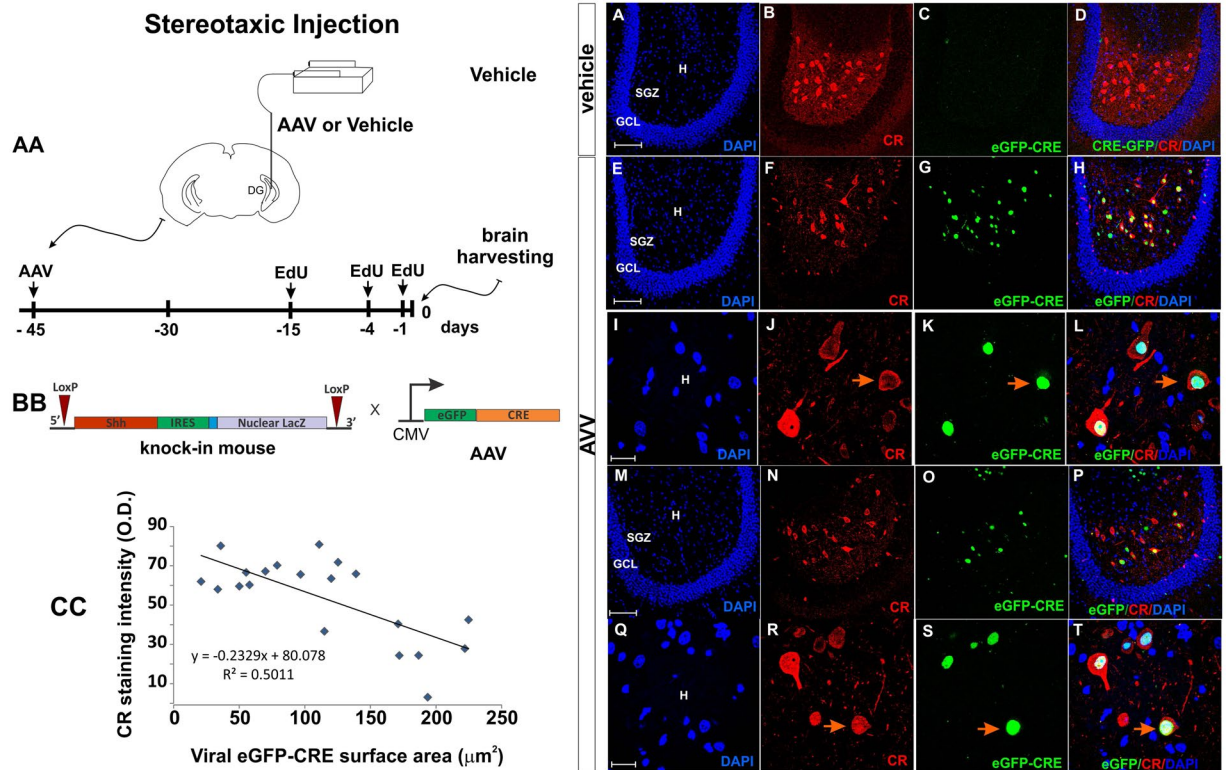 Stereotaxic Injection
Vehicle
AAV or Vehicle
AA
DG
brain
harvesting
AAV
EdU
EdU
EdU
- 45
-30
-15
-4
-1
0
days
BB
LoxP
LoxP
5'
Shh
IRES
Nuclear LacZ
3'
knock-in mouse
X
eGFP
CRE
CMV
AAV
CC
CR staining intensity (O.D.)
90
70
50
30
10
y = -0.2329x + 80.078
R² = 0.5011
0
50
100
150
200
250
Viral eGFP-CRE surface area (μm²)
vehicle
A
H
SGZ
GCL
DAPI
B
CR
C
eGFP-CRE
D
CRE-GFP/CR/DAPI
AVV
E
H
SGZ
GCL
DAPI
F
CR
G
eGFP-CRE
H
eGFP/CR/DAPI
I
H
DAPI
J
CR
K
eGFP-CRE
L
eGFP/CR/DAPI
M
H
SGZ
GCL
DAPI
N
CR
O
eGFP-CRE
P
eGFP/CR/DAPI
Q
H
DAPI
R
CR
S
eGFP-CRE
T
eGFP/CR/DAPI